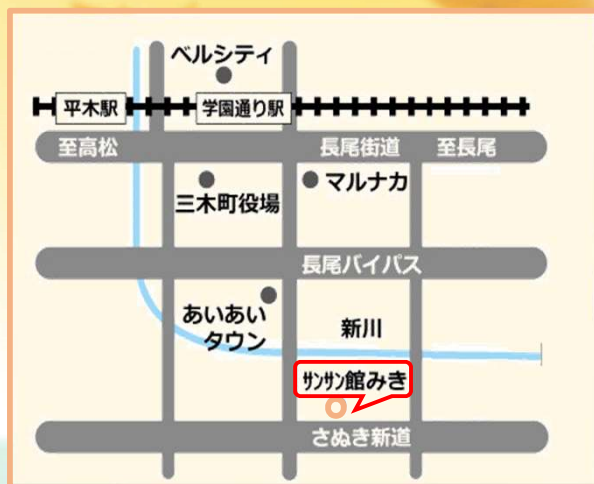 ベルシティ
平木駅
学園通り駅
至高松
長尾街道
至長尾
三木町役場
マルナカ
長尾バイパス
あいあい
タウン
新川
サンサン館みき
さぬき新道